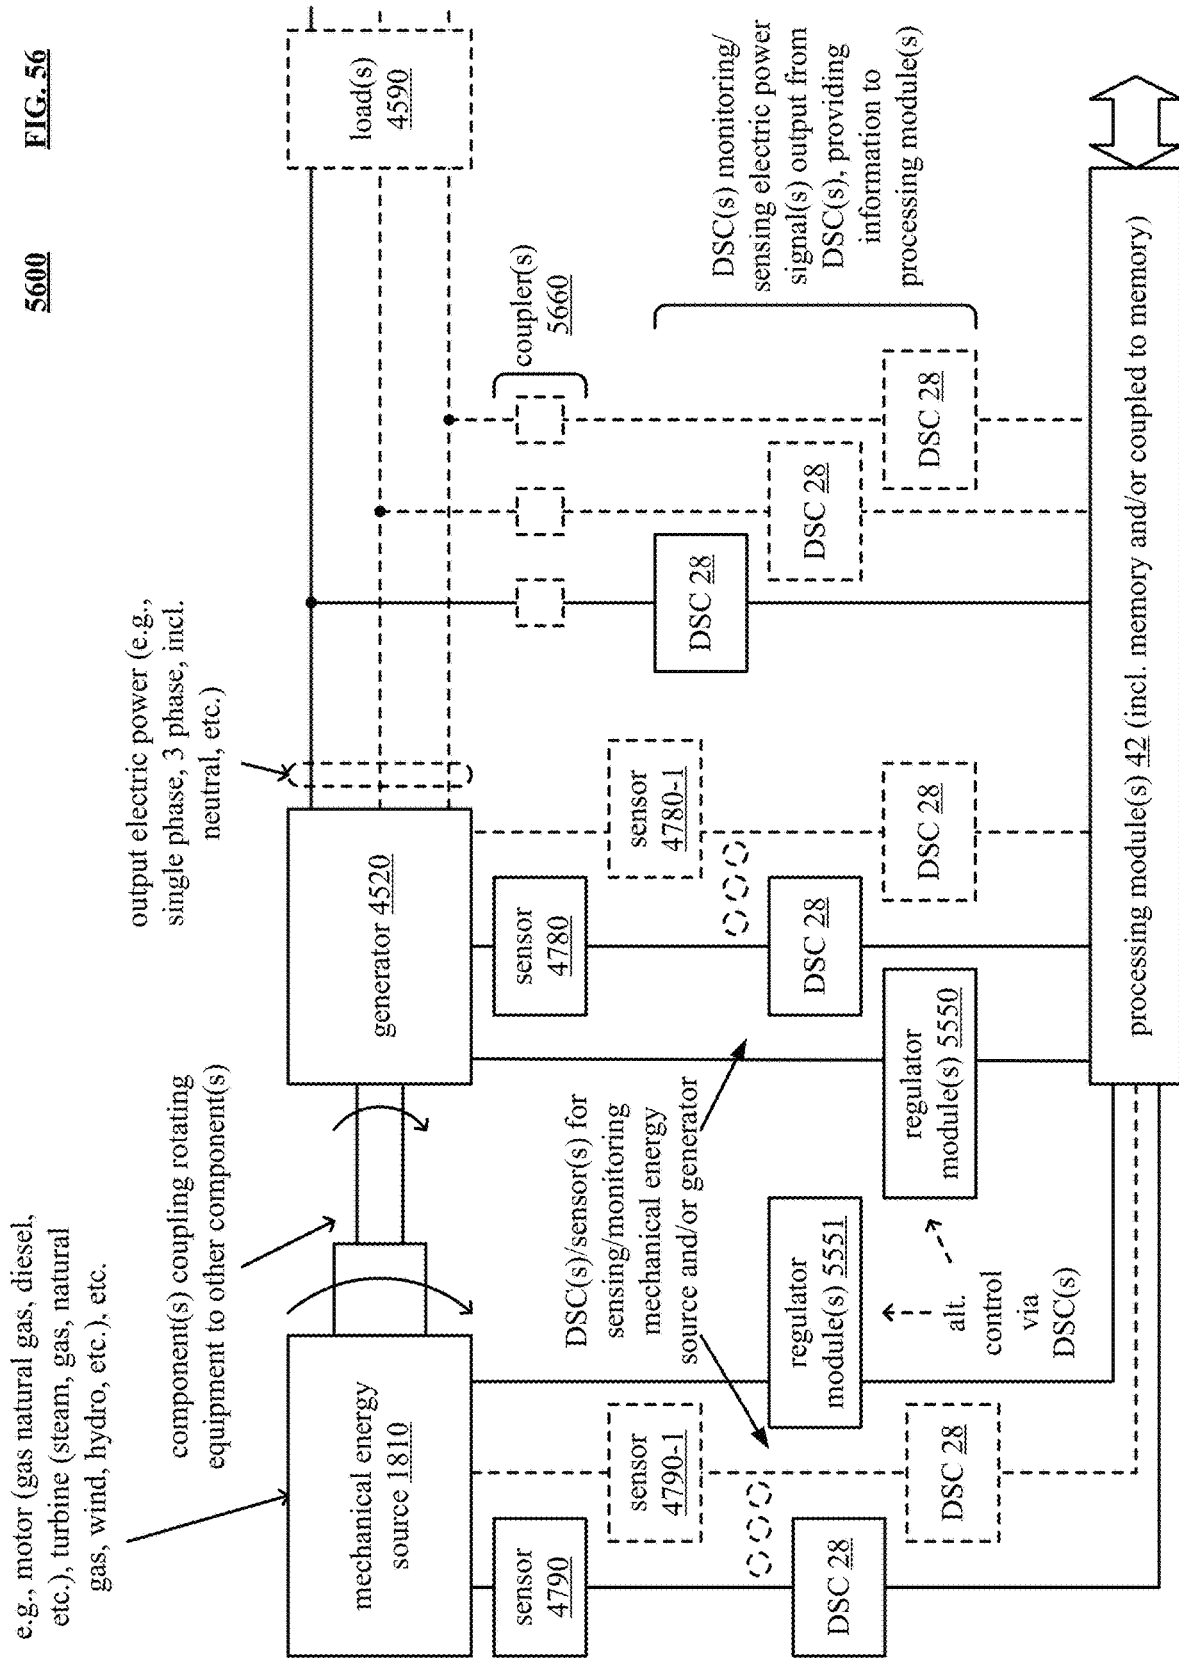 5600
FIG. 56
e.g., motor (gas natural gas, diesel,
etc.), turbine (steam, gas, natural
gas, wind, hydro, etc.), etc.
component(s) coupling rotating
equipment to other component(s)
output electric power (e.g.,
single phase, 3 phase, incl.
neutral, etc.)
mechanical energy
source 1810
generator 4520
load(s)
4590
sensor
4790
sensor
4790-1
sensor
4780
sensor
4780-1
coupler(s)
5660
DSC(s)/sensor(s) for
sensing/monitoring
mechanical energy
source and/or generator
DSC(s) monitoring/
sensing electric power
signal(s) output from
DSC(s), providing
information to
processing module(s)
DSC 28
DSC 28
regulator
module(s) 5551
regulator
module(s) 5550
alt.
control
via
DSC(s)
DSC 28
DSC 28
DSC 28
DSC 28
DSC 28
processing module(s) 42 (incl. memory and/or coupled to memory)